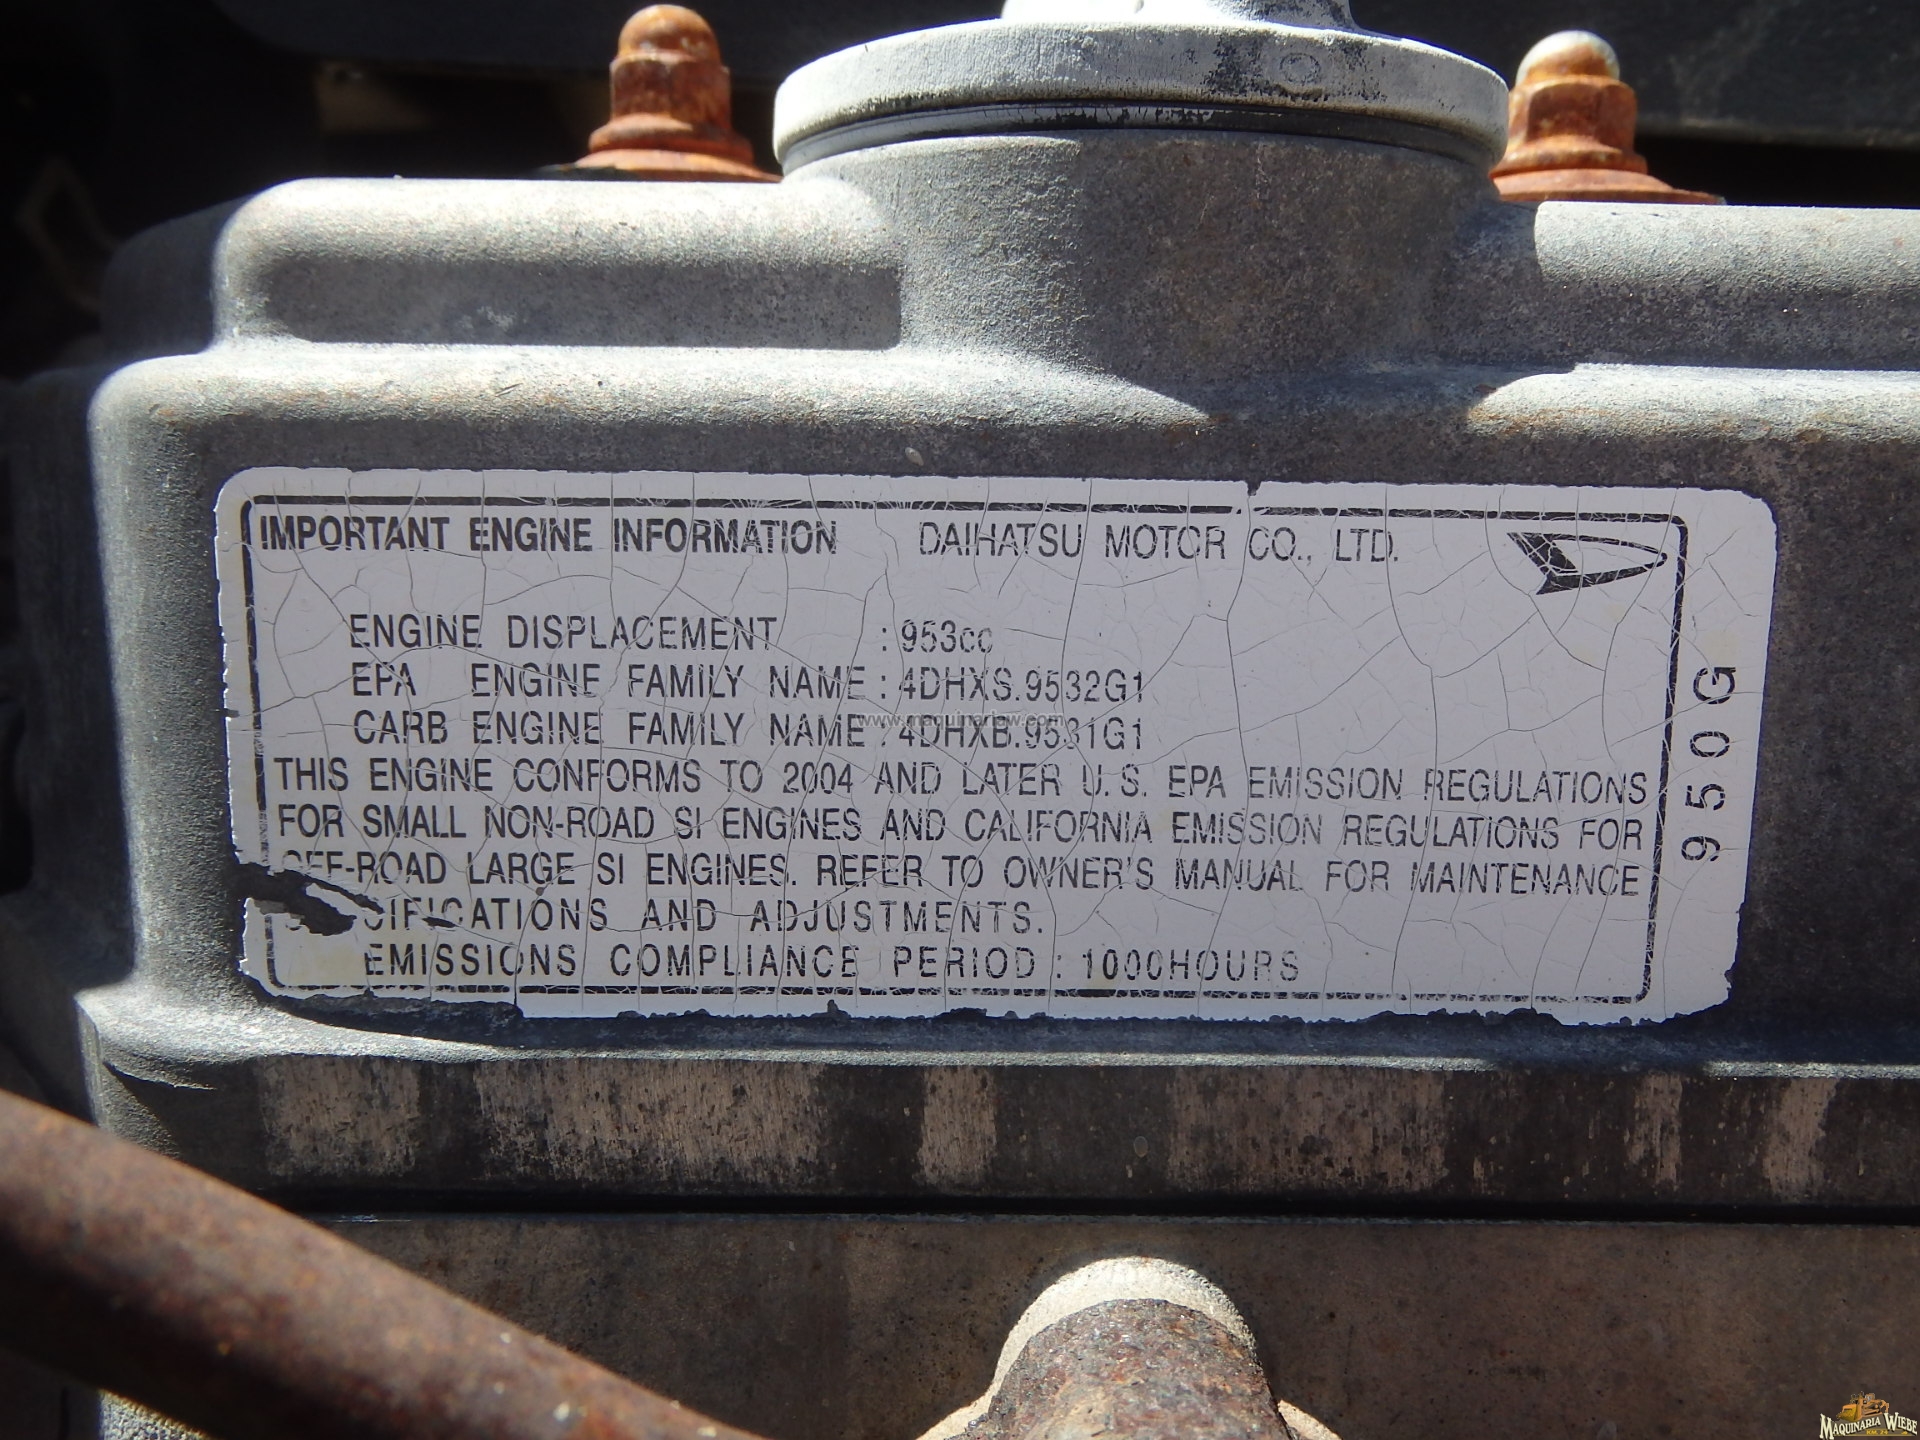 IMPORTANT ENGINE INFORMATION DAIHATSU MOTOR CO., LTD.
ENGINE DISPLACEMENT : 953cc
EPA ENGINE FAMILY NAME : 4DHXS.9532G1
www.maquinariaw.com
CARB ENGINE FAMILY NAME : 4DHXB.9531G1
THIS ENGINE CONFORMS TO 2004 AND LATER U.S. EPA EMISSION REGULATIONS
FOR SMALL NON-ROAD SI ENGINES AND CALIFORNIA EMISSION REGULATIONS FOR
OFF-ROAD LARGE SI ENGINES. REFER TO OWNER'S MANUAL FOR MAINTENANCE
CIFICATIONS AND ADJUSTMENTS.
EMISSIONS COMPLIANCE PERIOD : 1000HOURS
950G
MAQUINARIA WIEBE
KM. 24